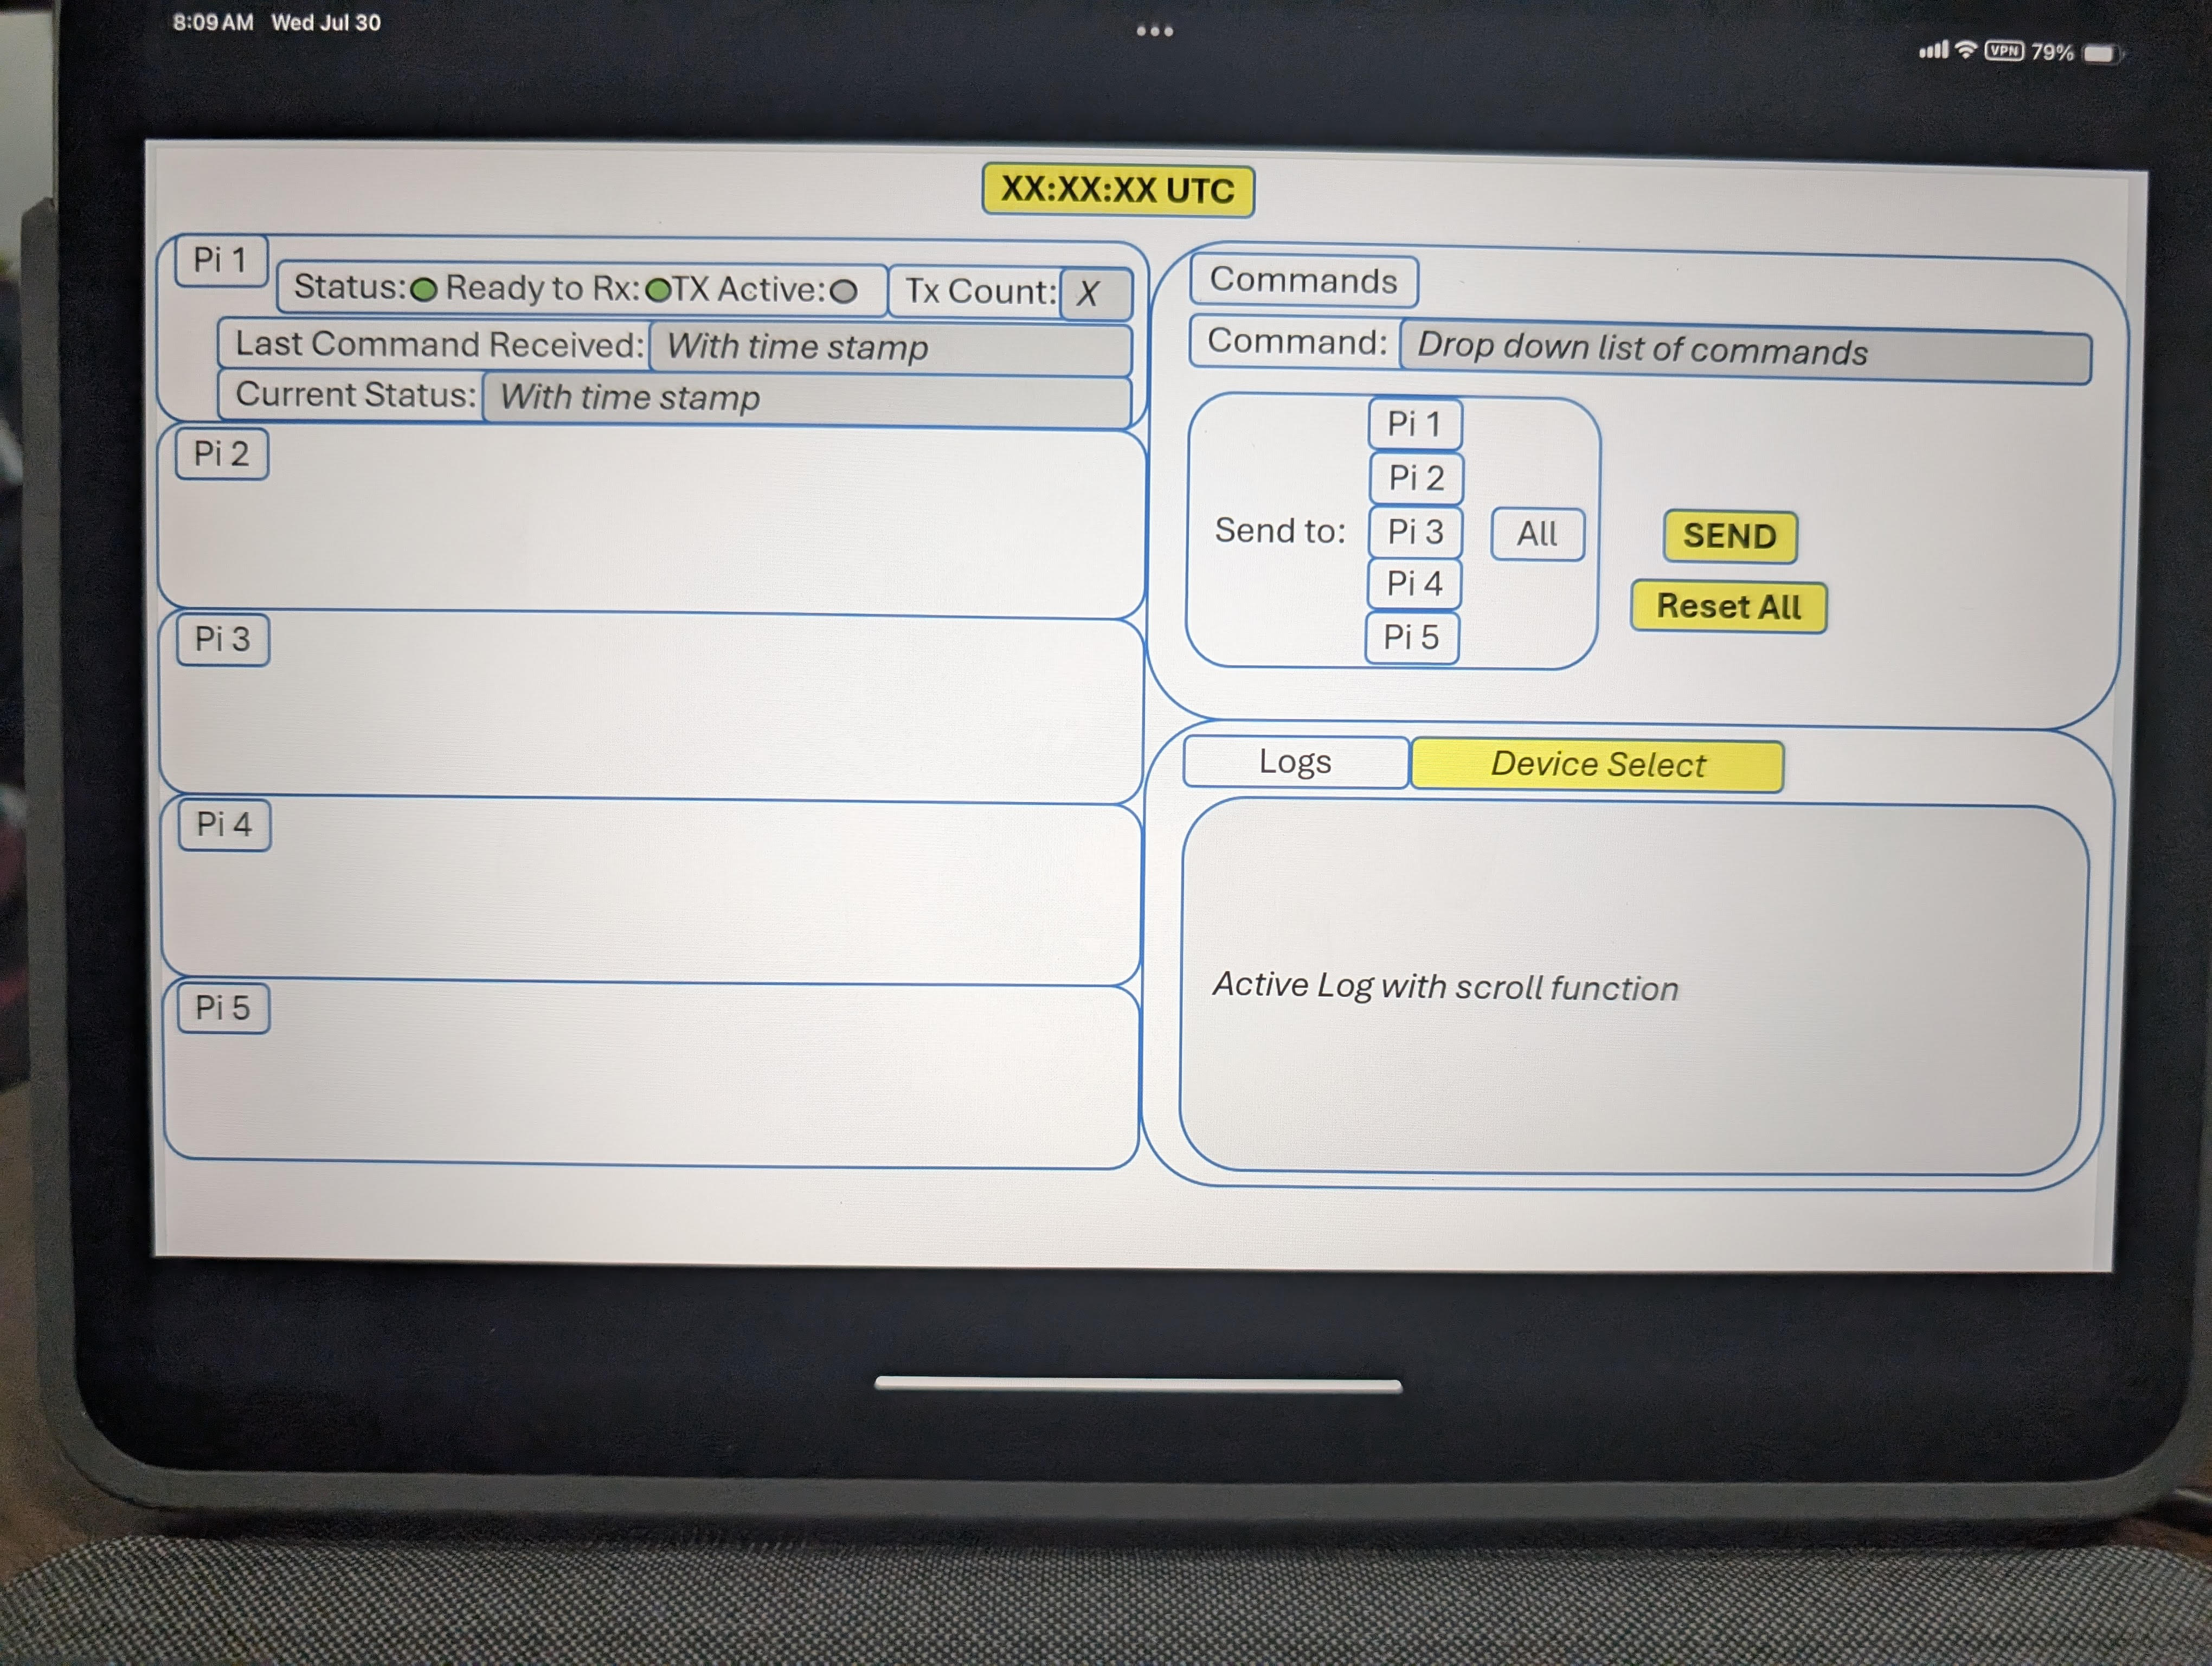 8:09 AM Wed Jul 30
VPN 79%
XX:XX:XX UTC
Pi 1
Status: Ready to Rx: TX Active: Tx Count: X
Last Command Received: With time stamp
Current Status: With time stamp
Pi 2
Pi 3
Pi 4
Pi 5
Commands
Command: Drop down list of commands
Send to:
Pi 1
Pi 2
Pi 3
Pi 4
Pi 5
All
SEND
Reset All
Logs Device Select
Active Log with scroll function